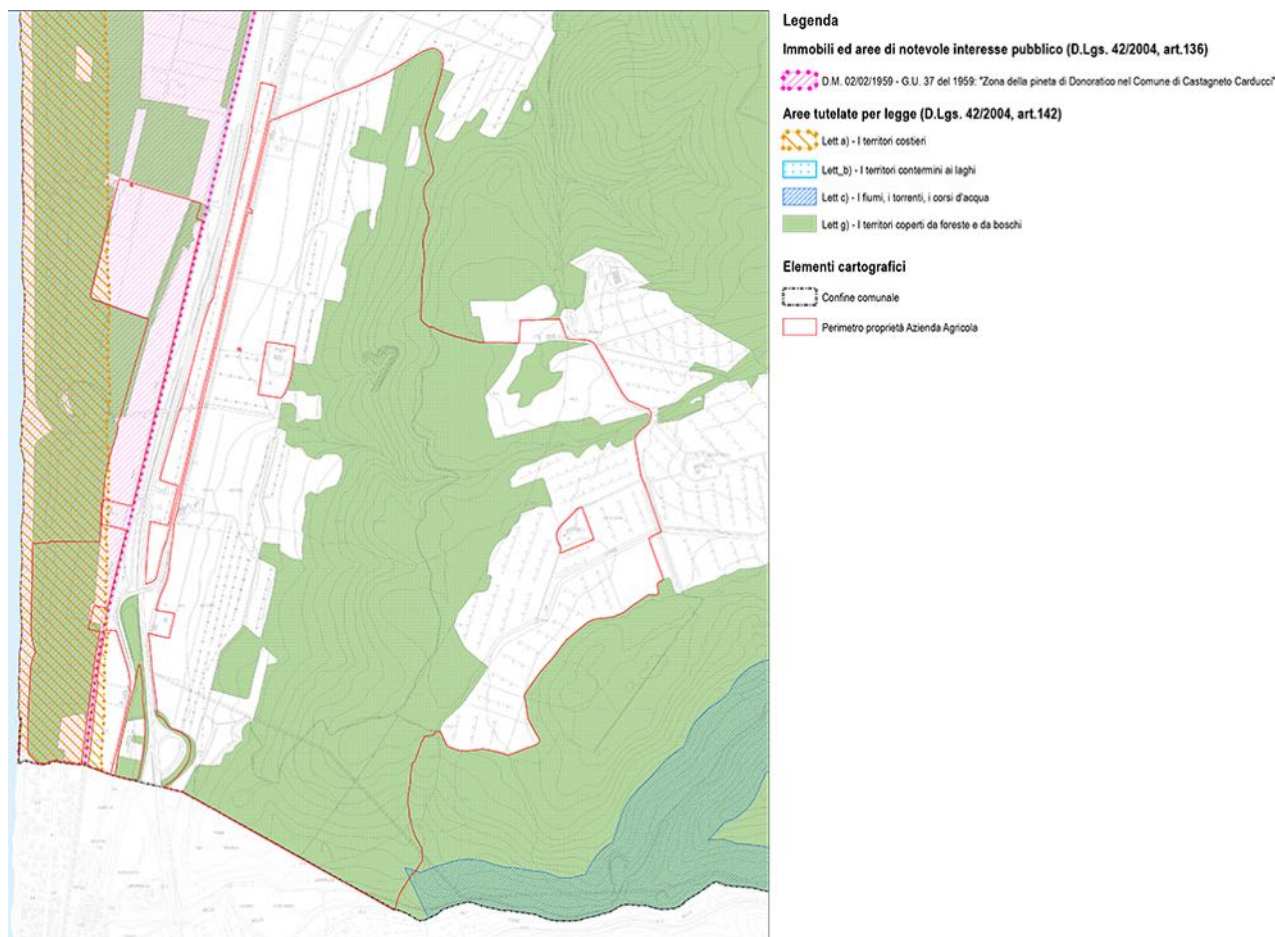 Legenda
Immobili ed aree di notevole interesse pubblico (D.Lgs. 42/2004, art.136)
D.M. 02/02/1959 - G.U. 37 del 1959: "Zona della pineta di Donoratico nel Comune di Castagneto Carducci"
Aree tutelate per legge (D.Lgs. 42/2004, art.142)
Lett a) - I territori costieri
Lett_b) - I territori contermini ai laghi
Lett c) - I fiumi, i torrenti, i corsi d'acqua
Lett g) - I territori coperti da foreste e da boschi
Elementi cartografici
Confine comunale
Perimetro proprietà Azienda Agricola